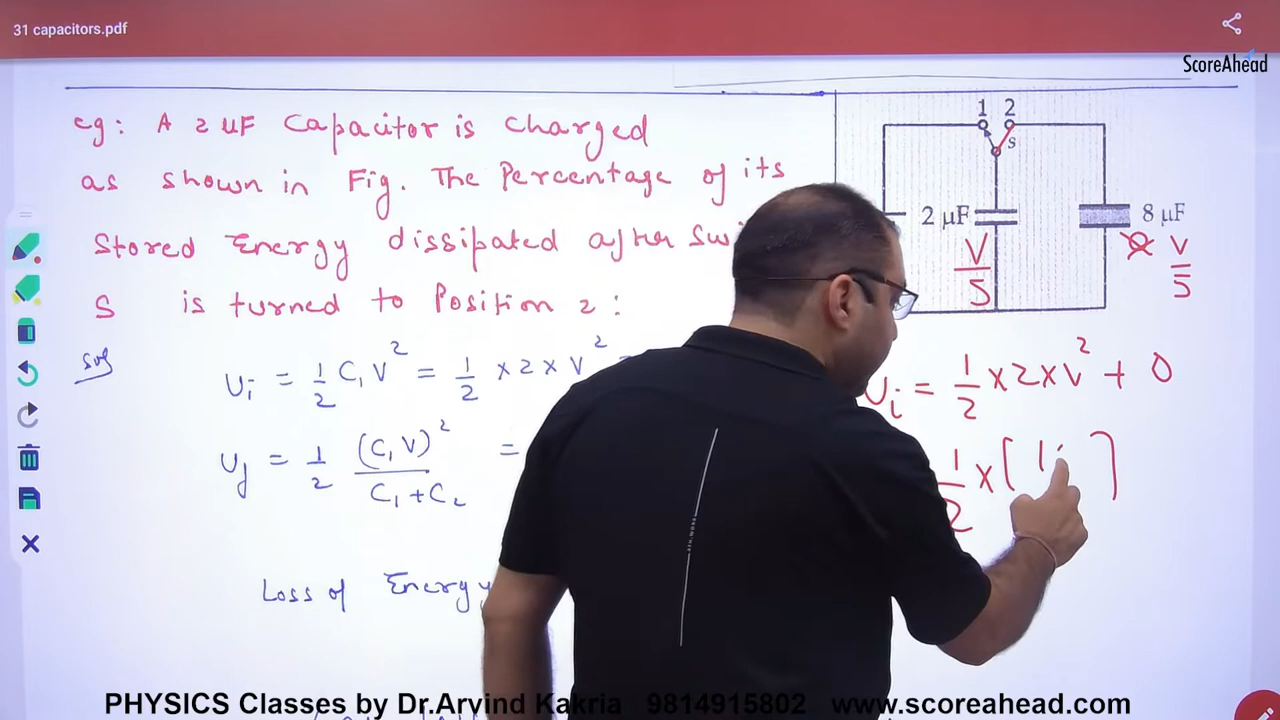 31 capacitors.pdf
ScoreAhead
eg: A 2 uF Capacitor is charged
as shown in Fig. The Percentage of its
Stored Energy dissipated after
S is turned to Position 2:
Sol
Ui = 1/2 C1 V^2 = 1/2 × 2 × V^2
Uf = 1/2 (C1 V)^2 / C1 + C2 =
Loss of Energy
1 2
S
2 μF
8 μF
V/5
0 V/5
Ui = 1/2 × 2 × V^2 + 0
1/2 × [ ]
PHYSICS Classes by Dr.Arvind Kakria 9814915802 www.scoreahead.com